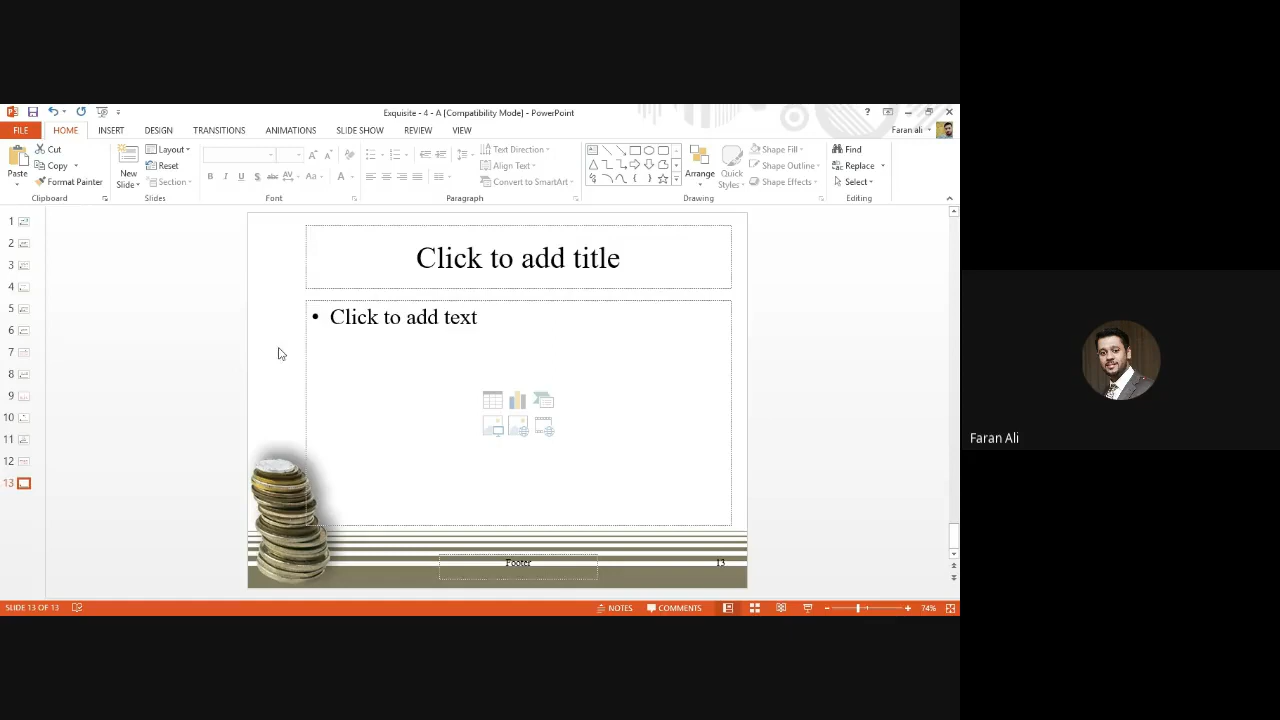 Exquisite - 4 - A [Compatibility Mode] - PowerPoint
?
Faran ali
FILE HOME INSERT DESIGN TRANSITIONS ANIMATIONS SLIDE SHOW REVIEW VIEW
Paste
Cut
Copy
Format Painter
Clipboard
New
Slide
Layout
Reset
Section
Slides
B I U S abc AV Aa A
Font
Text Direction
Align Text
Convert to SmartArt
Paragraph
Arrange
Quick
Styles
Shape Fill
Shape Outline
Shape Effects
Drawing
Find
Replace
Select
Editing
1
2
3
4
5
6
7
8
9
10
11
12
13
Click to add title
• Click to add text
Footer
13
Faran Ali
SLIDE 13 OF 13
NOTES
COMMENTS
74%